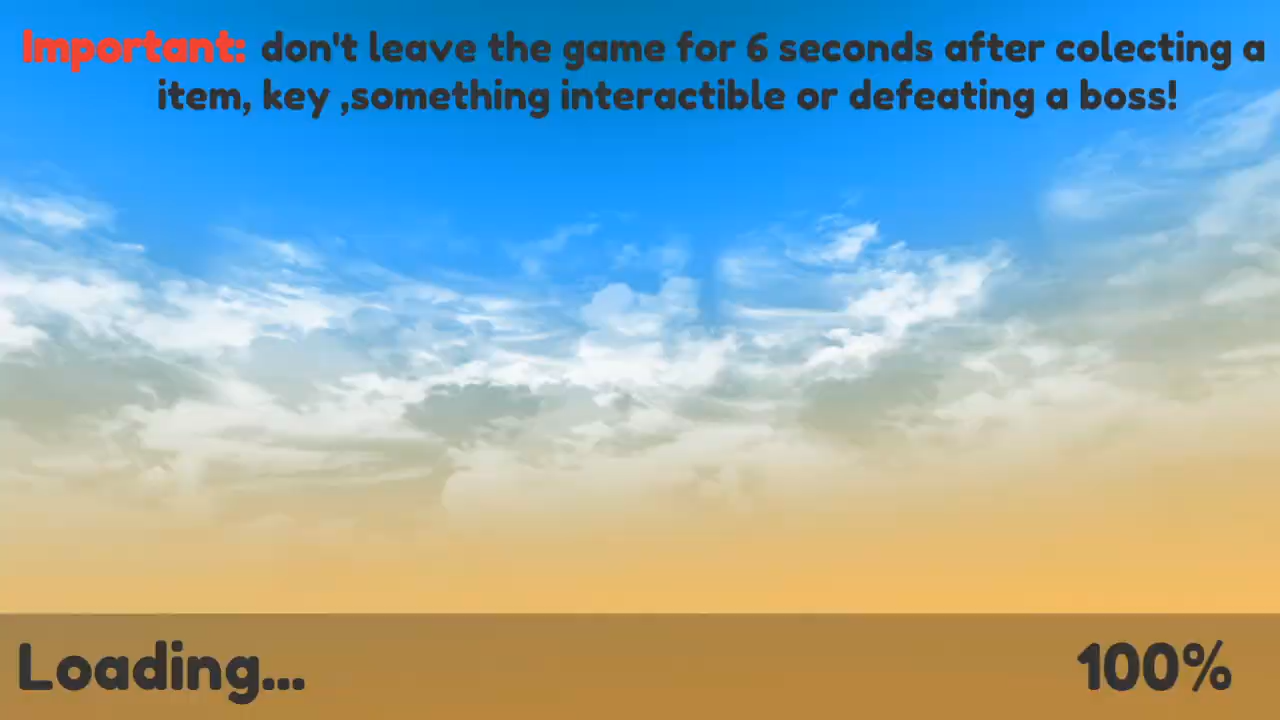 Important: don't leave the game for 6 seconds after colecting a
item, key ,something interactible or defeating a boss!
Loading... 100%